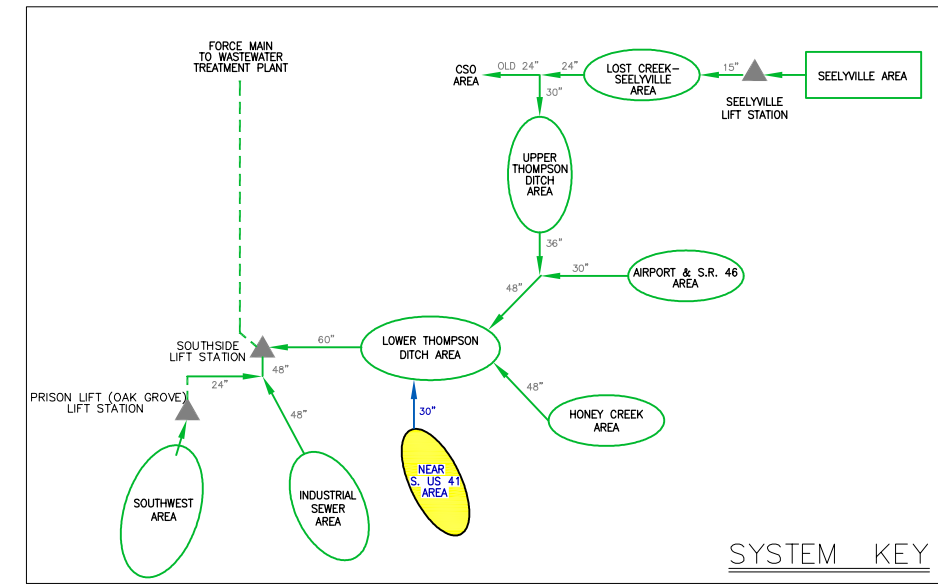 FORCE MAIN
TO WASTEWATER
TREATMENT PLANT
CSO
AREA
OLD 24"
24"
LOST CREEK-
SEELYVILLE
AREA
15"
SEELYVILLE
LIFT STATION
SEELYVILLE AREA
30"
UPPER
THOMPSON
DITCH
AREA
36"
30"
AIRPORT & S.R. 46
AREA
48"
SOUTHSIDE
LIFT STATION
60"
LOWER THOMPSON
DITCH AREA
48"
24"
PRISON LIFT (OAK GROVE)
LIFT STATION
48"
30"
48"
HONEY CREEK
AREA
SOUTHWEST
AREA
INDUSTRIAL
SEWER
AREA
NEAR
S. US 41
AREA
SYSTEM KEY